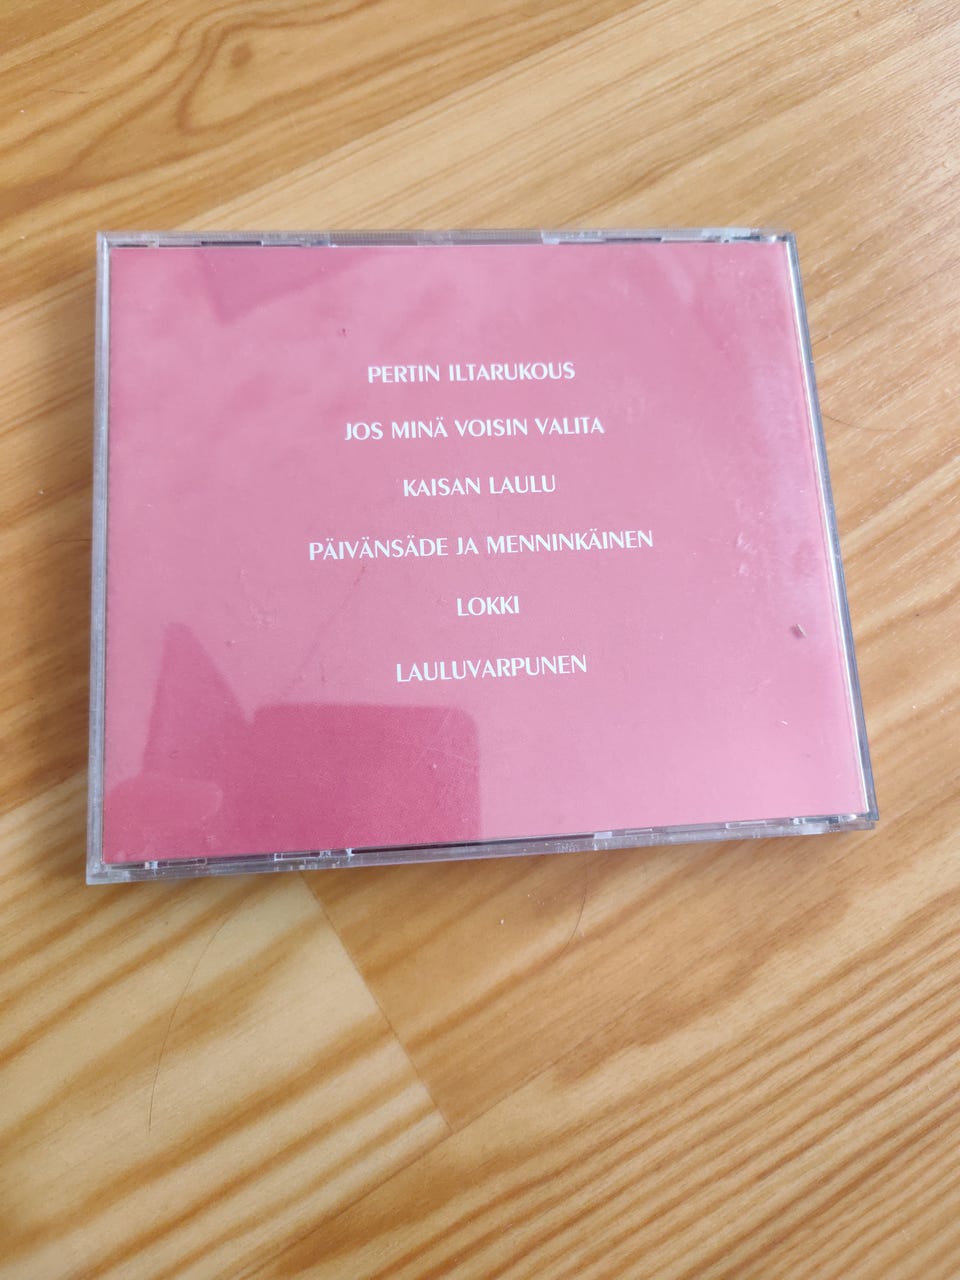 PERTIN ILTARUKOUS
JOS MINÄ VOISIN VALITA
KAISAN LAULU
PÄIVÄNSÄDE JA MENNINKÄINEN
LOKKI
LAULUVARPUNEN